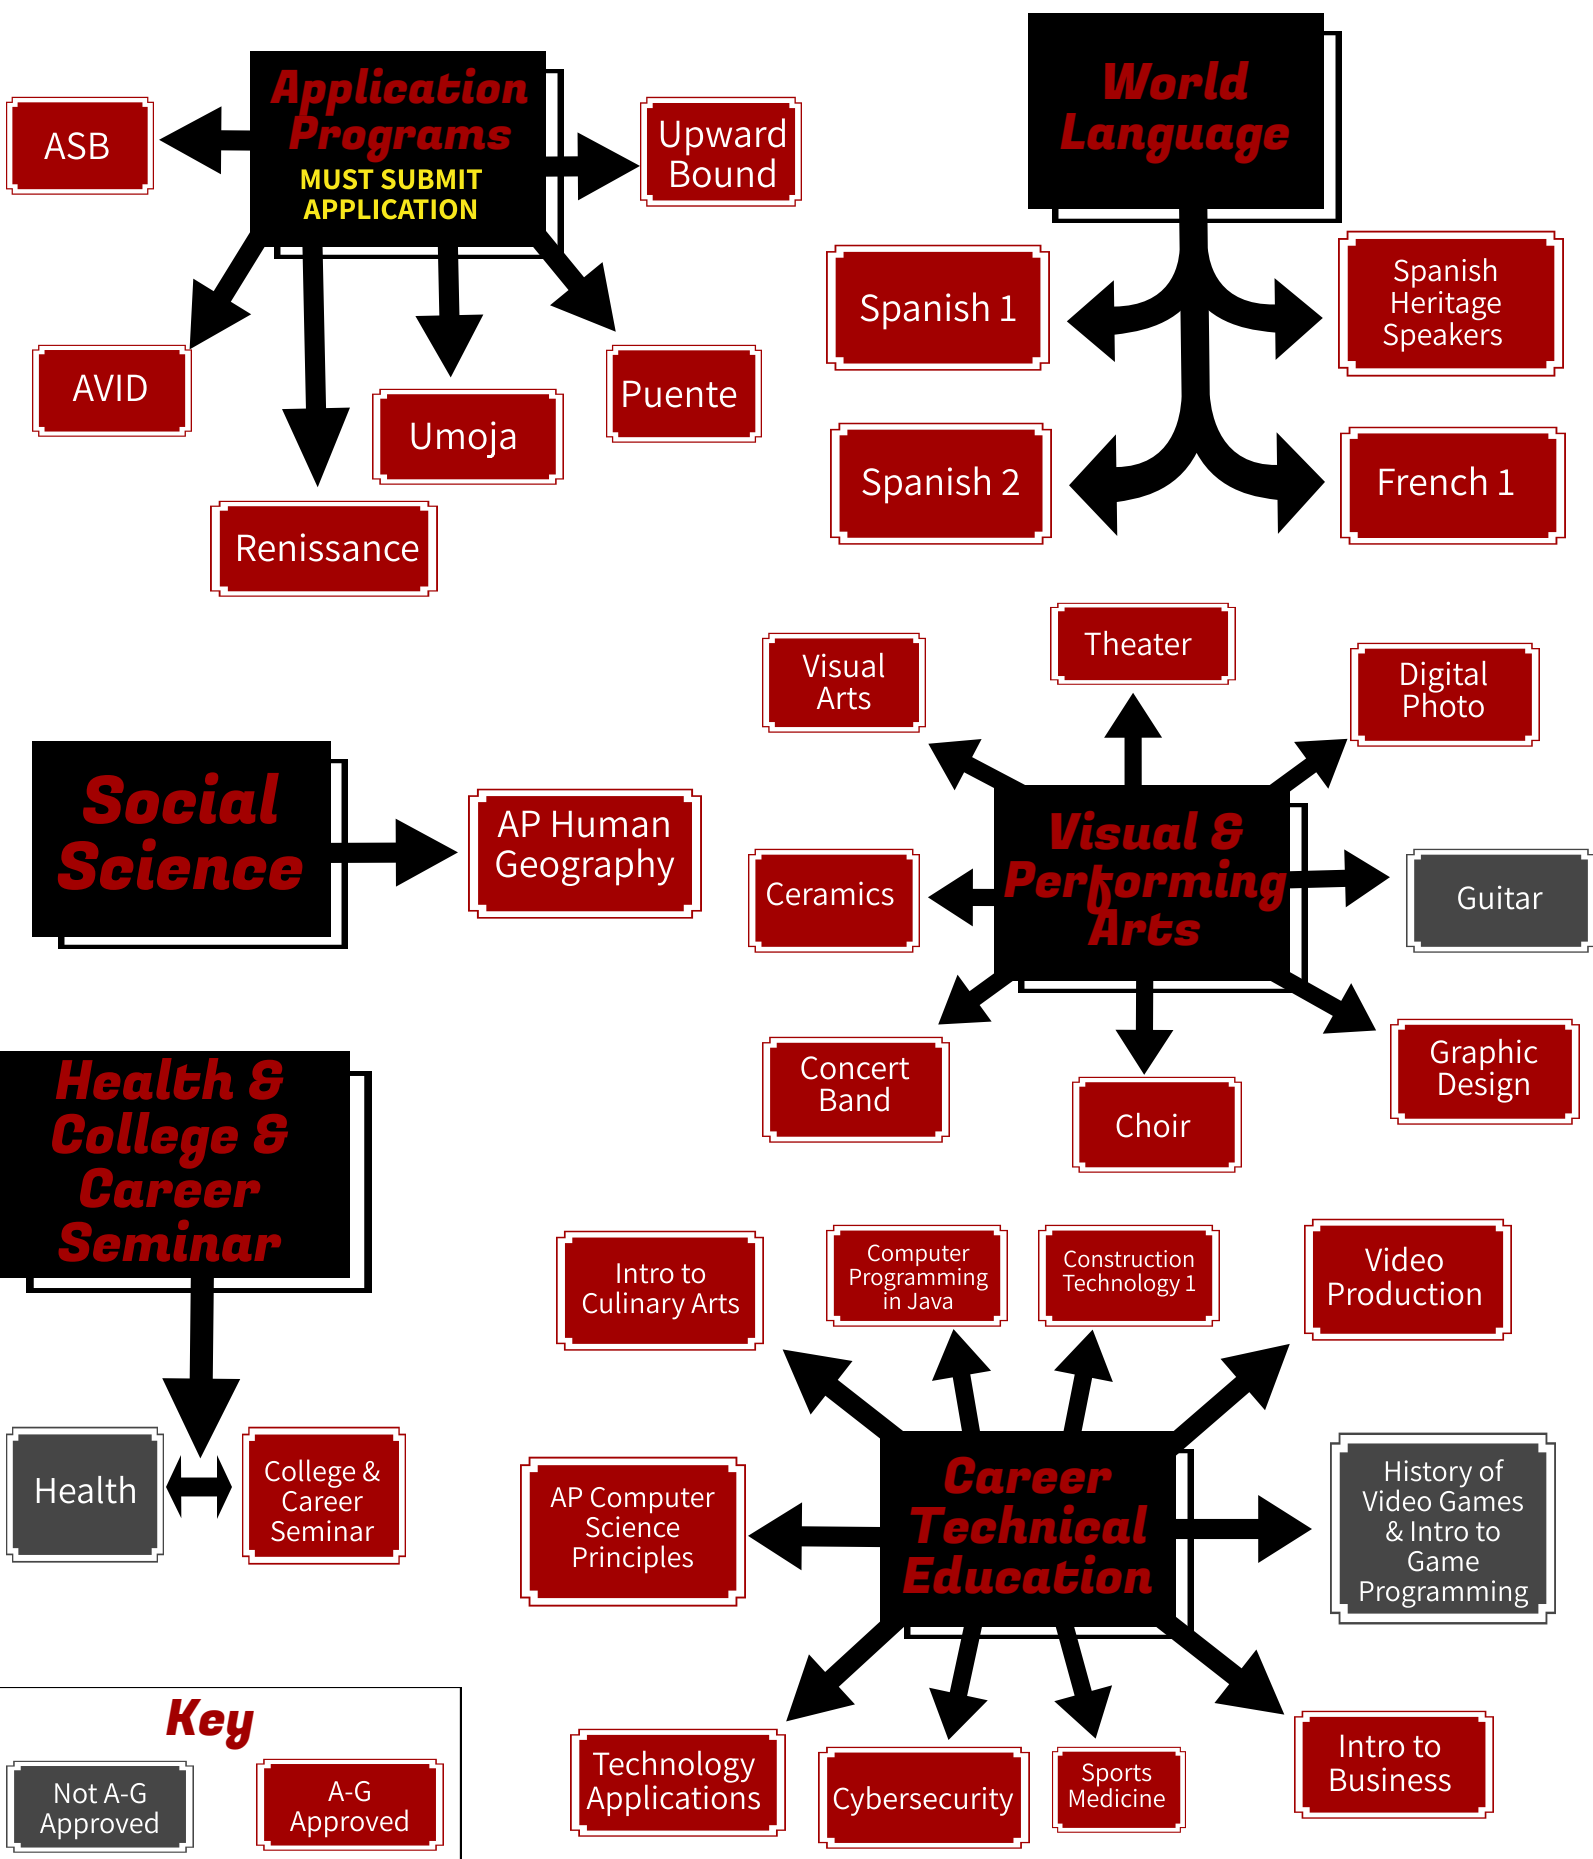 Application
Programs
MUST SUBMIT
APPLICATION
ASB
Upward
Bound
AVID
Renissance
Umoja
Puente
World
Language
Spanish 1
Spanish
Heritage
Speakers
Spanish 2
French 1
Social
Science
AP Human
Geography
Visual &
Performing
Arts
Visual
Arts
Theater
Digital
Photo
Ceramics
Guitar
Concert
Band
Choir
Graphic
Design
Health &
College &
Career
Seminar
Health
College &
Career
Seminar
Career
Technical
Education
Intro to
Culinary Arts
Computer
Programming
in Java
Construction
Technology 1
Video
Production
AP Computer
Science
Principles
History of
Video Games
& Intro to
Game
Programming
Technology
Applications
Cybersecurity
Sports
Medicine
Intro to
Business
Key
Not A-G
Approved
A-G
Approved